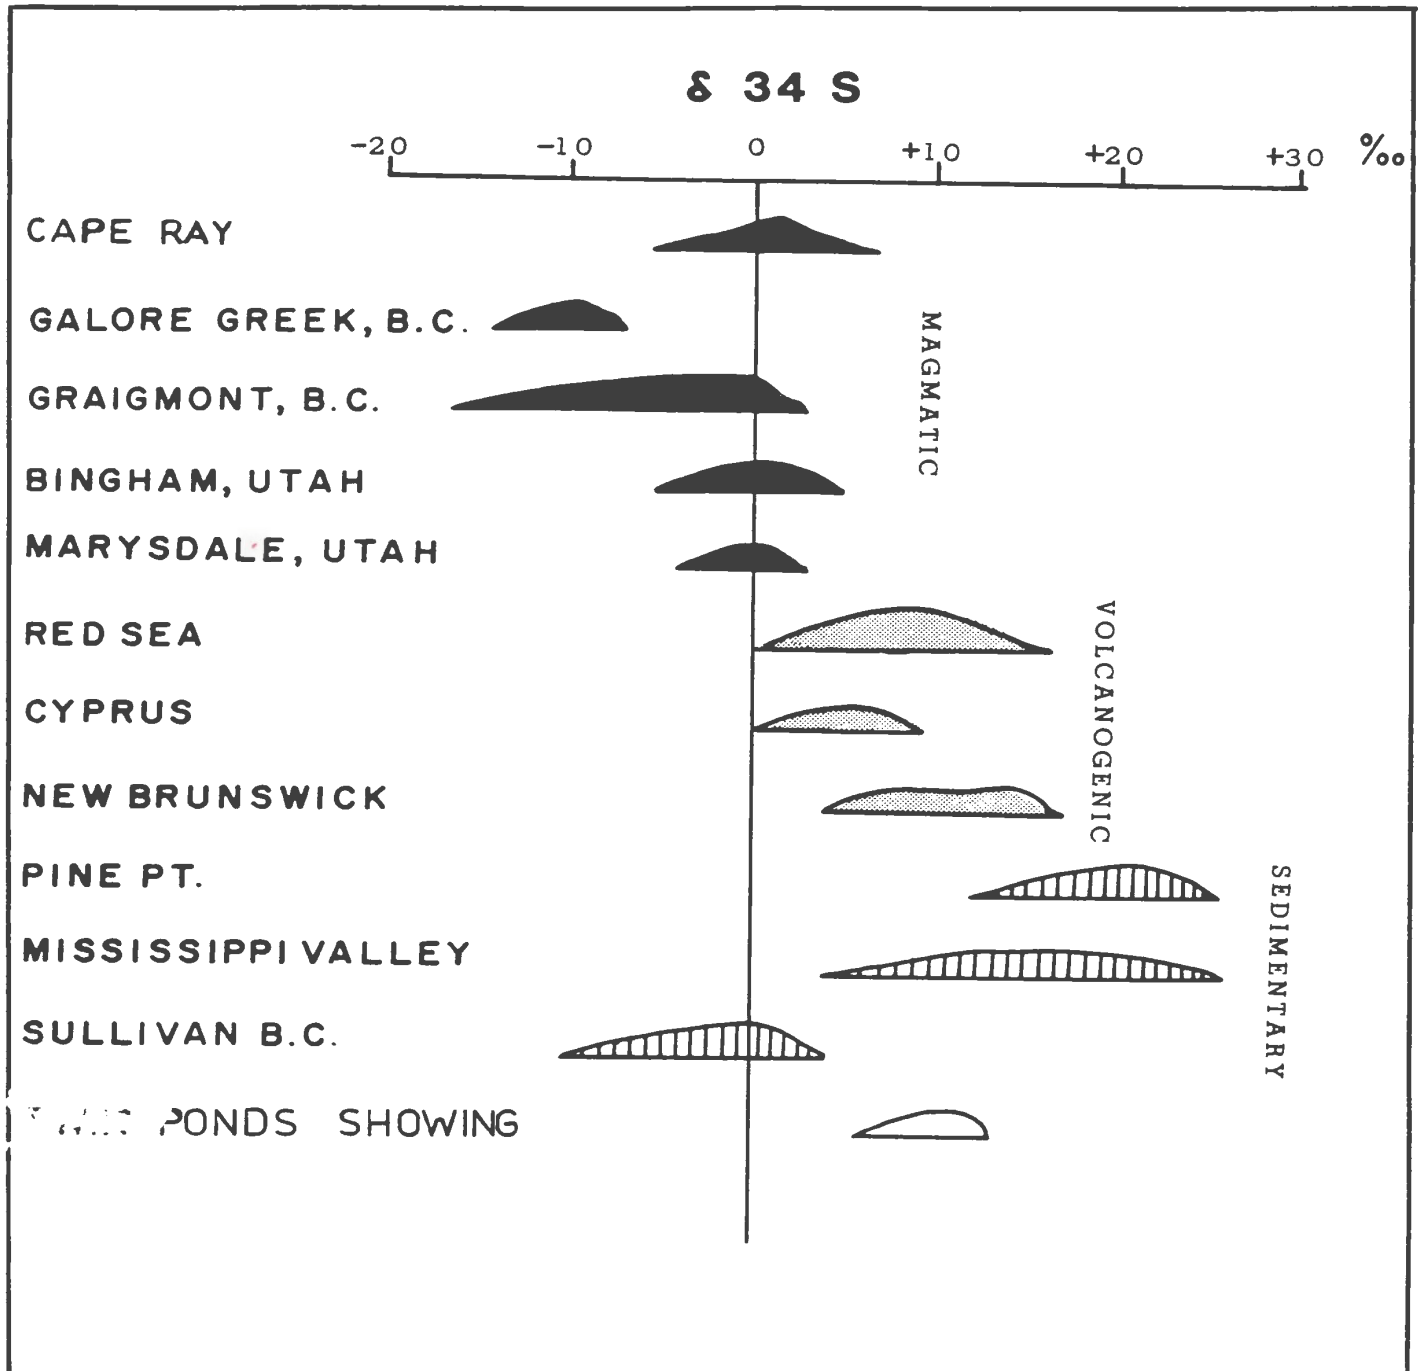 δ 34 S
-20 -10 0 +10 +20 +30 ‰
CAPE RAY
GALORE GREEK, B.C.
GRAIGMONT, B.C.
BINGHAM, UTAH
MARYSDALE, UTAH
MAGMATIC
RED SEA
CYPRUS
NEW BRUNSWICK
VOLCANOGENIC
PINE PT.
MISSISSIPPI VALLEY
SULLIVAN B.C.
SEDIMENTARY
PONDS SHOWING